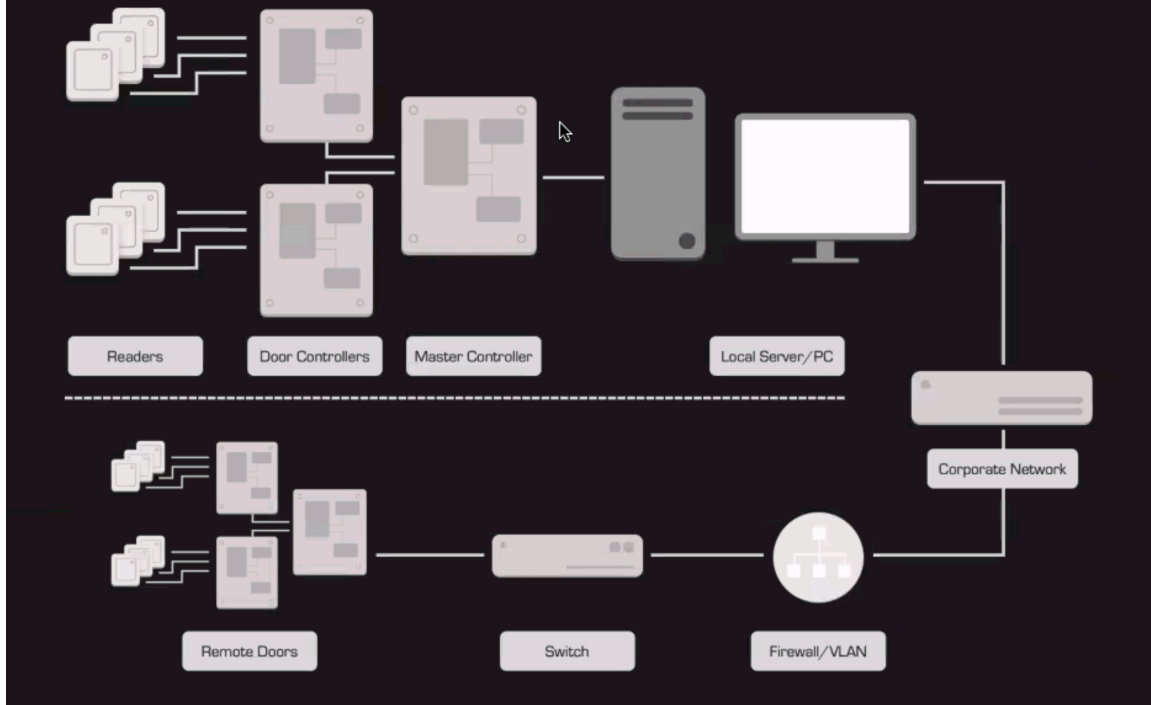 Readers
Door Controllers
Master Controller
Local Server/PC
Corporate Network
Remote Doors
Switch
Firewall/VLAN